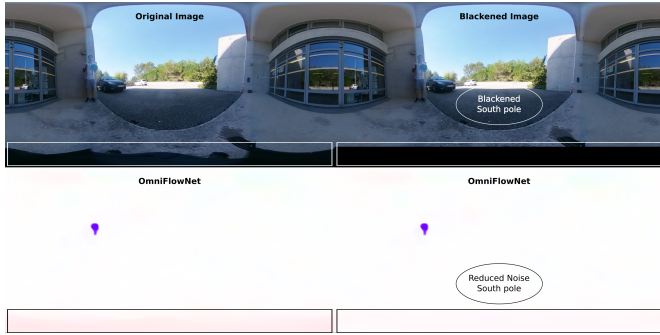 Original Image
Blackened Image
Blackened
South pole
OmniFlowNet
OmniFlowNet
Reduced Noise
South pole